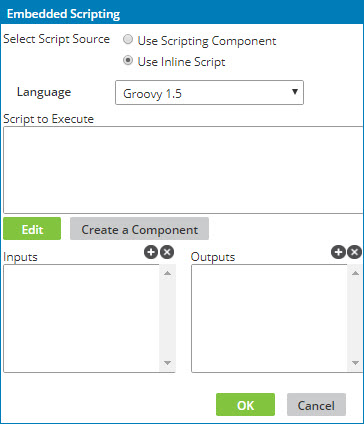 Embedded Scripting
Select Script Source Use Scripting Component
Use Inline Script
Language Groovy 1.5
Script to Execute
Edit Create a Component
Inputs Outputs
OK Cancel